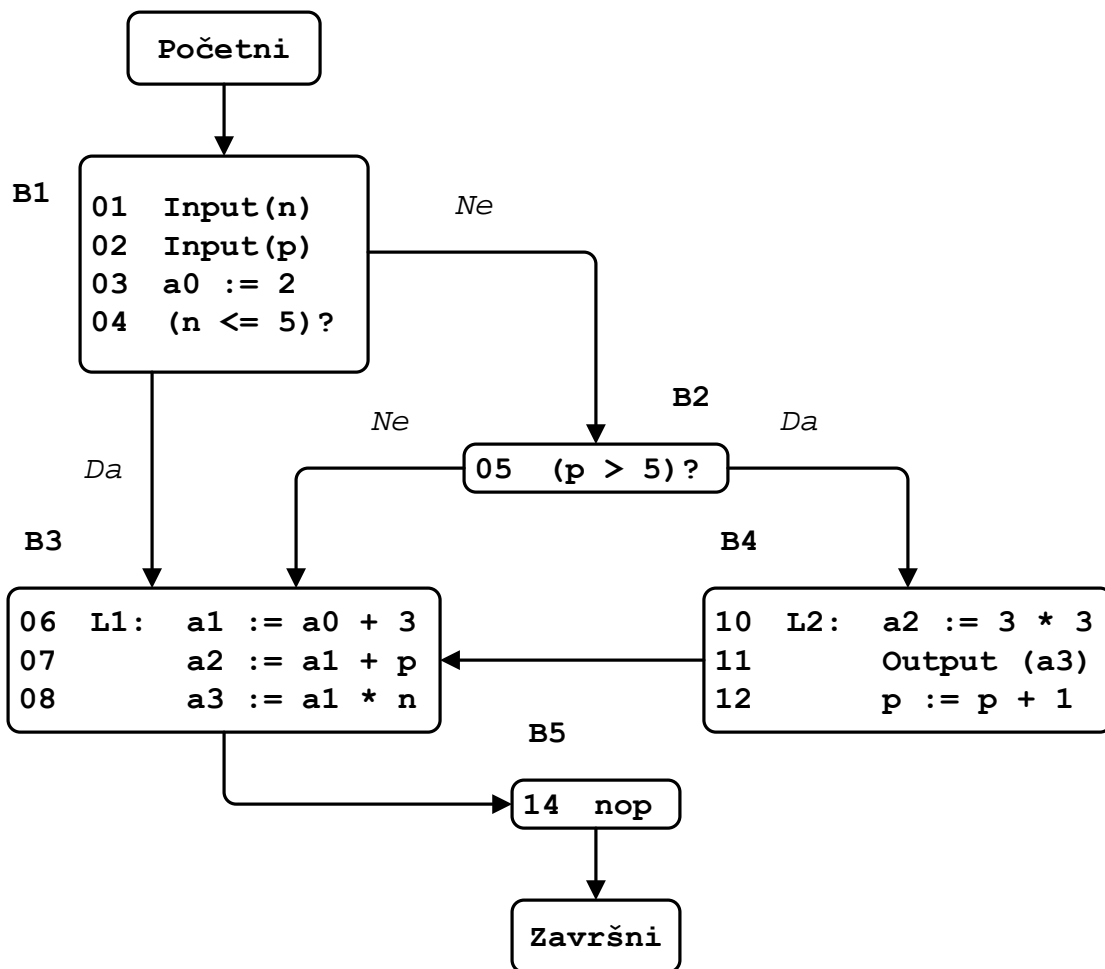 Početni
B1
01 Input(n)
02 Input(p)
03 a0 := 2
04 (n <= 5)?
Ne
Da
B2
05 (p > 5)?
Ne
Da
B3
06 L1: a1 := a0 + 3
07 a2 := a1 + p
08 a3 := a1 * n
B4
10 L2: a2 := 3 * 3
11 Output (a3)
12 p := p + 1
B5
14 nop
Završni